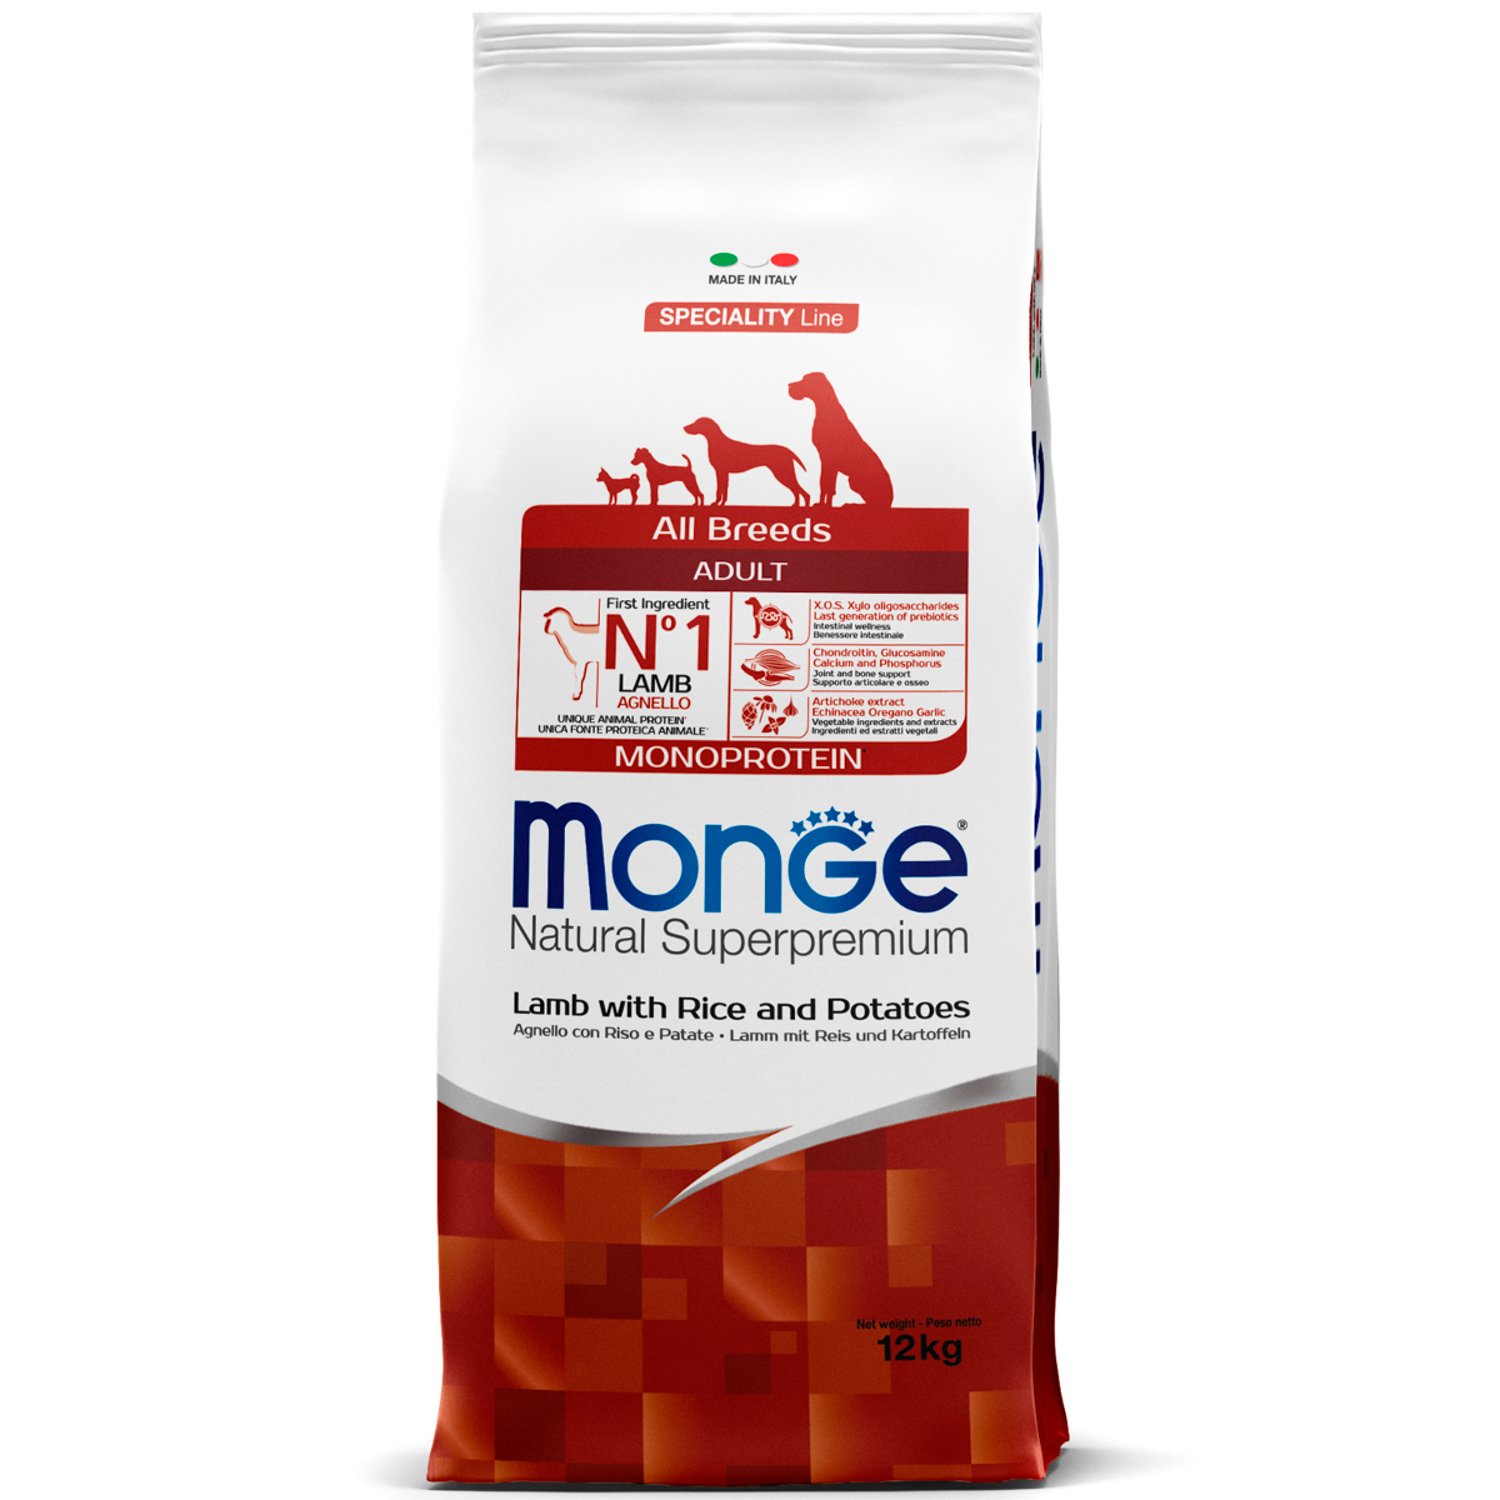 MADE IN ITALY
SPECIALITY Line
All Breeds
ADULT
First Ingredient
N°1
LAMB
AGNELLO
UNIQUE ANIMAL PROTEIN*
UNICA FONTE PROTEICA ANIMALE*
X.O.S. Xylo oligosaccharides
Last generation of prebiotics
Intestinal wellness
Benessere intestinale
Chondroitin, Glucosamine
Calcium and Phosphorus
Joint and bone support
Supporto articolare e osseo
Artichoke extract
Echinacea Oregano Garlic
Vegetable ingredients and extracts
Ingredienti ed estratti vegetali
MONOPROTEIN*
monGe®
Natural Superpremium
Lamb with Rice and Potatoes
Agnello con Riso e Patate • Lamm mit Reis und Kartoffeln
Net weight - Peso netto
12kg